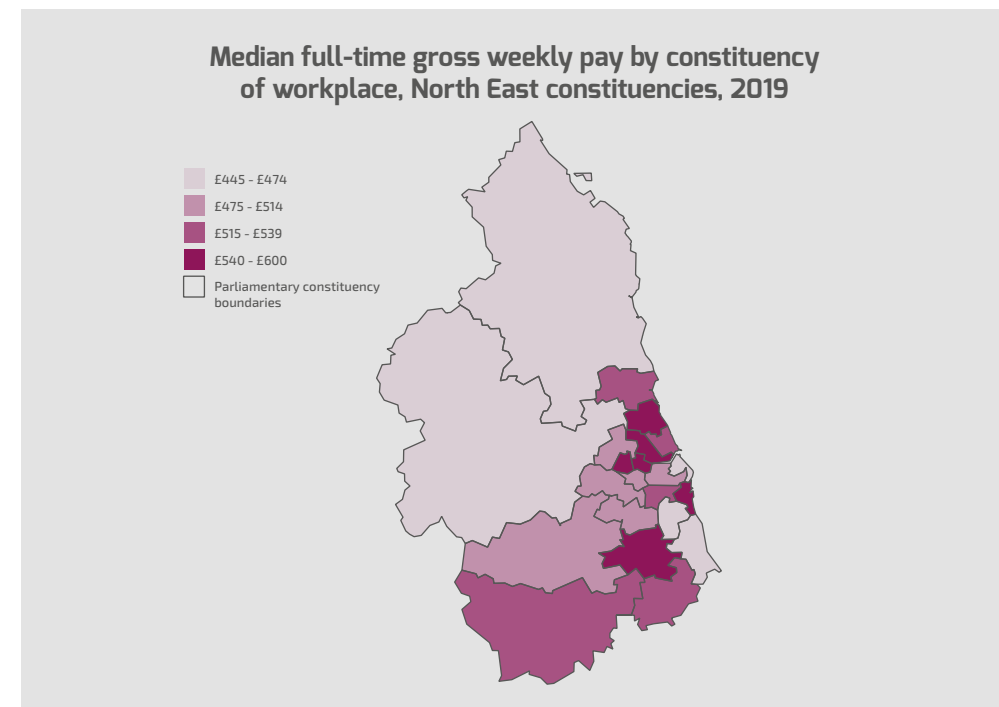 Median full-time gross weekly pay by constituency
of workplace, North East constituencies, 2019
£445 - £474
£475 - £514
£515 - £539
£540 - £600
Parliamentary constituency
boundaries